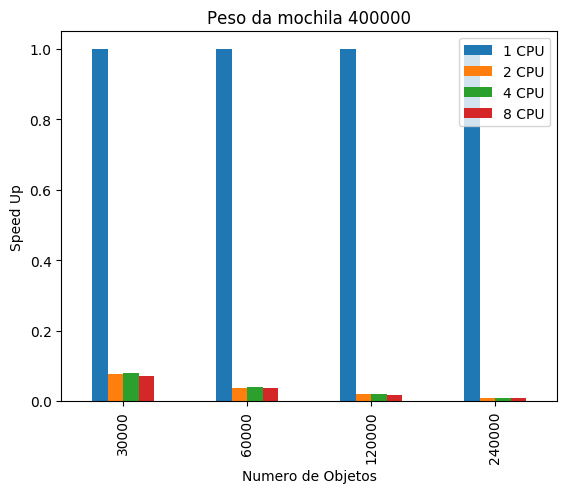 Peso da mochila 400000
1 CPU
2 CPU
4 CPU
8 CPU
Speed Up
1.0
0.8
0.6
0.4
0.2
0.0
30000
60000
120000
240000
Numero de Objetos